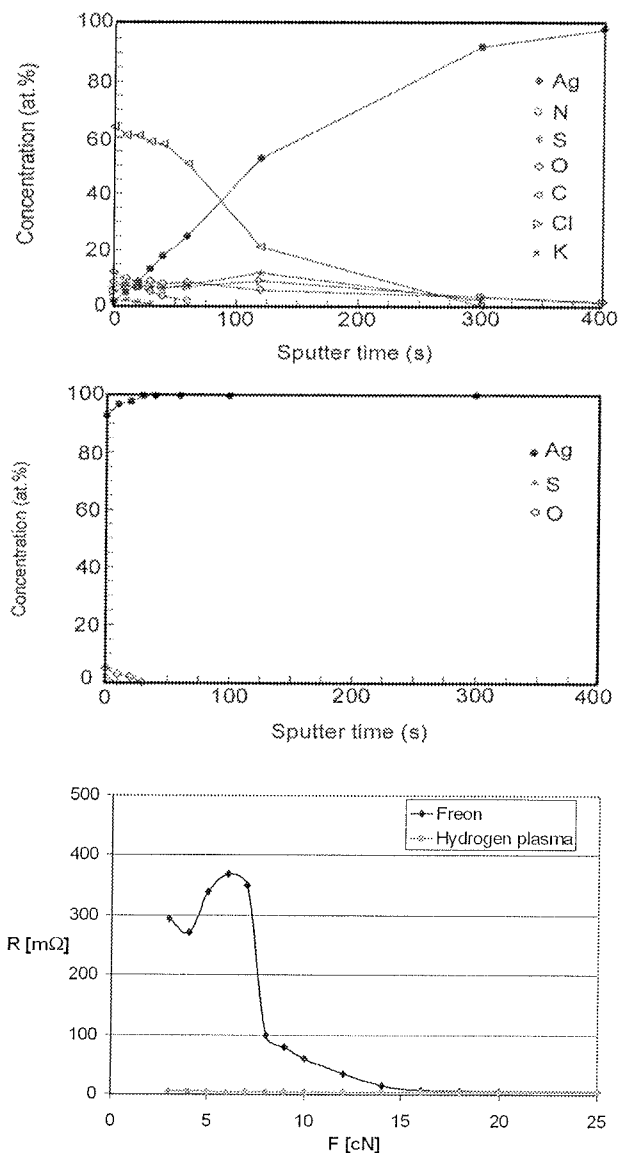 100
80
60
40
20
0
Concentration (at.%)
Ag
N
S
O
C
Cl
K
0 100 200 300 400
Sputter time (s)
100
80
60
40
20
0
Concentration (at.%)
Ag
S
O
0 100 200 300 400
Sputter time (s)
500
400
300
200
100
0
R [mΩ]
Freon
Hydrogen plasma
0 5 10 15 20 25
F [cN]